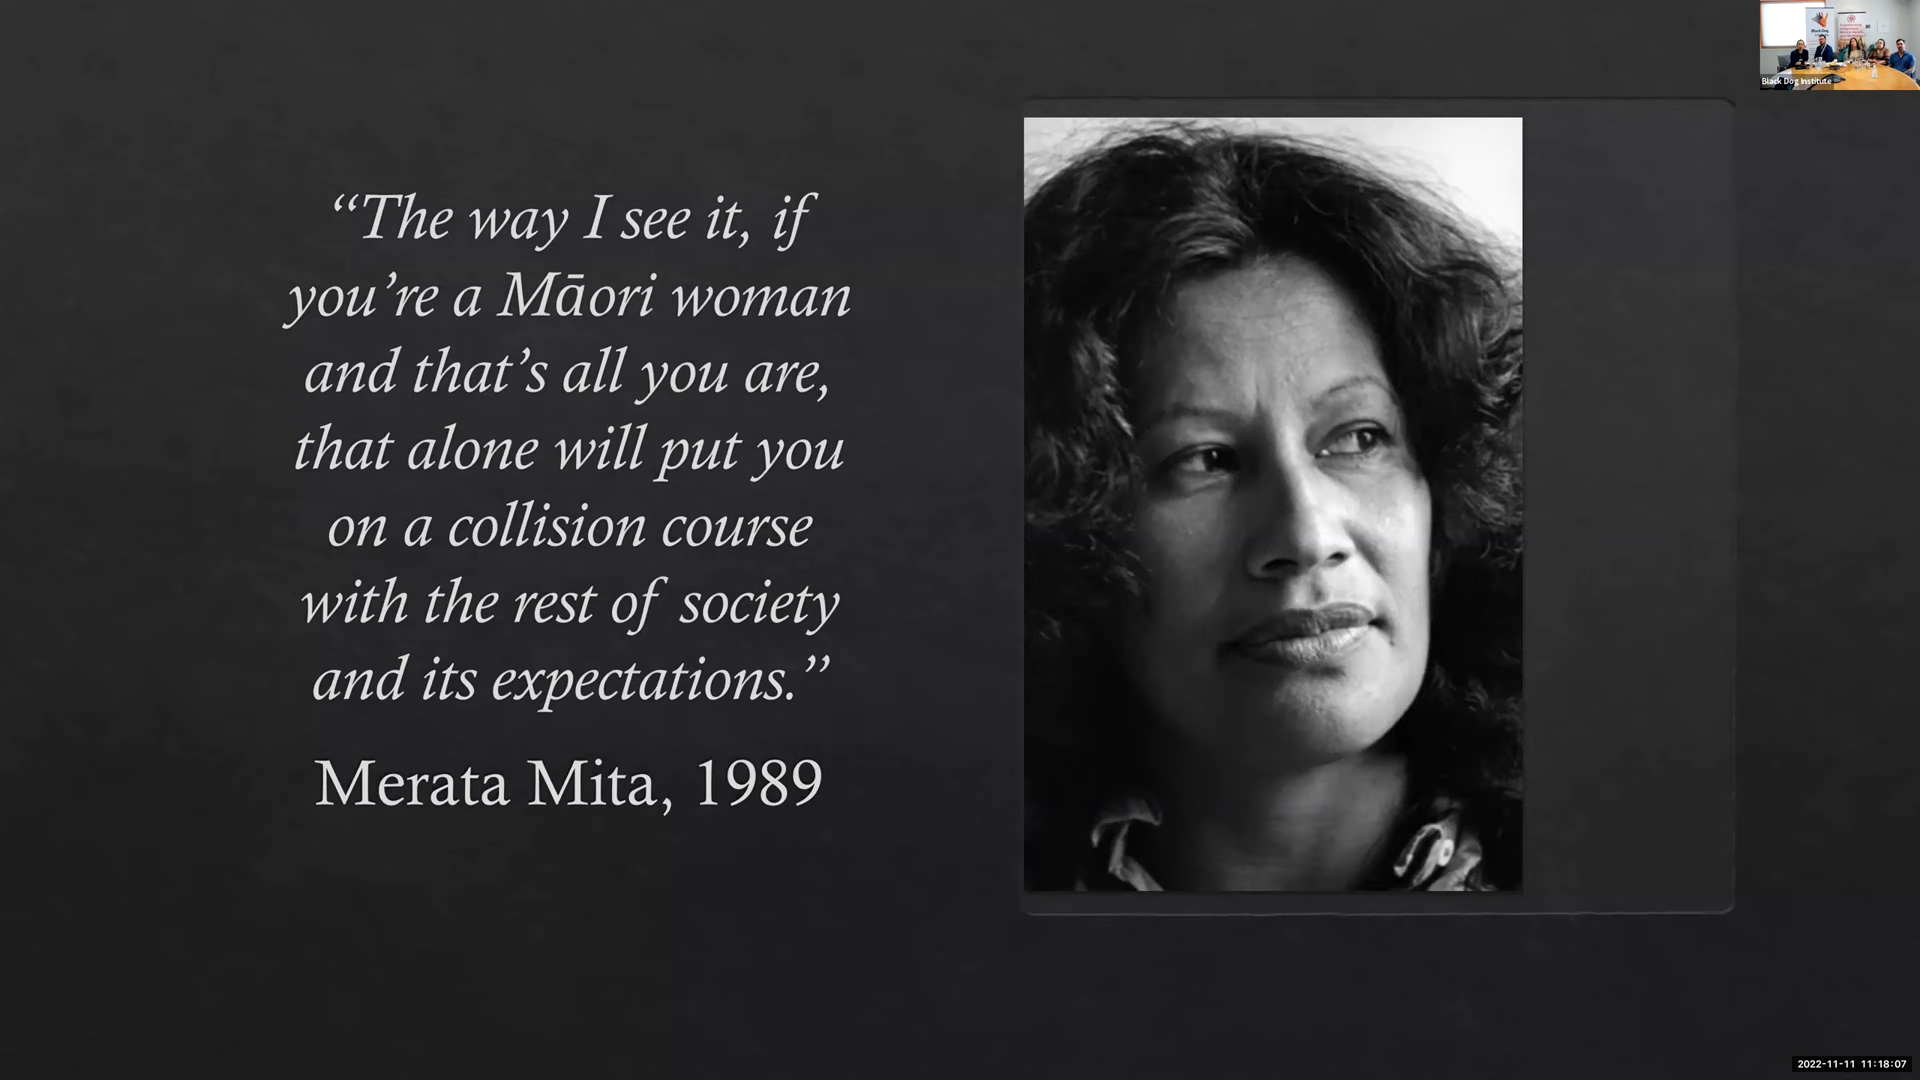 “The way I see it, if
you’re a Māori woman
and that’s all you are,
that alone will put you
on a collision course
with the rest of society
and its expectations.”
Merata Mita, 1989
Black Dog Institute
2022-11-11 11:18:07